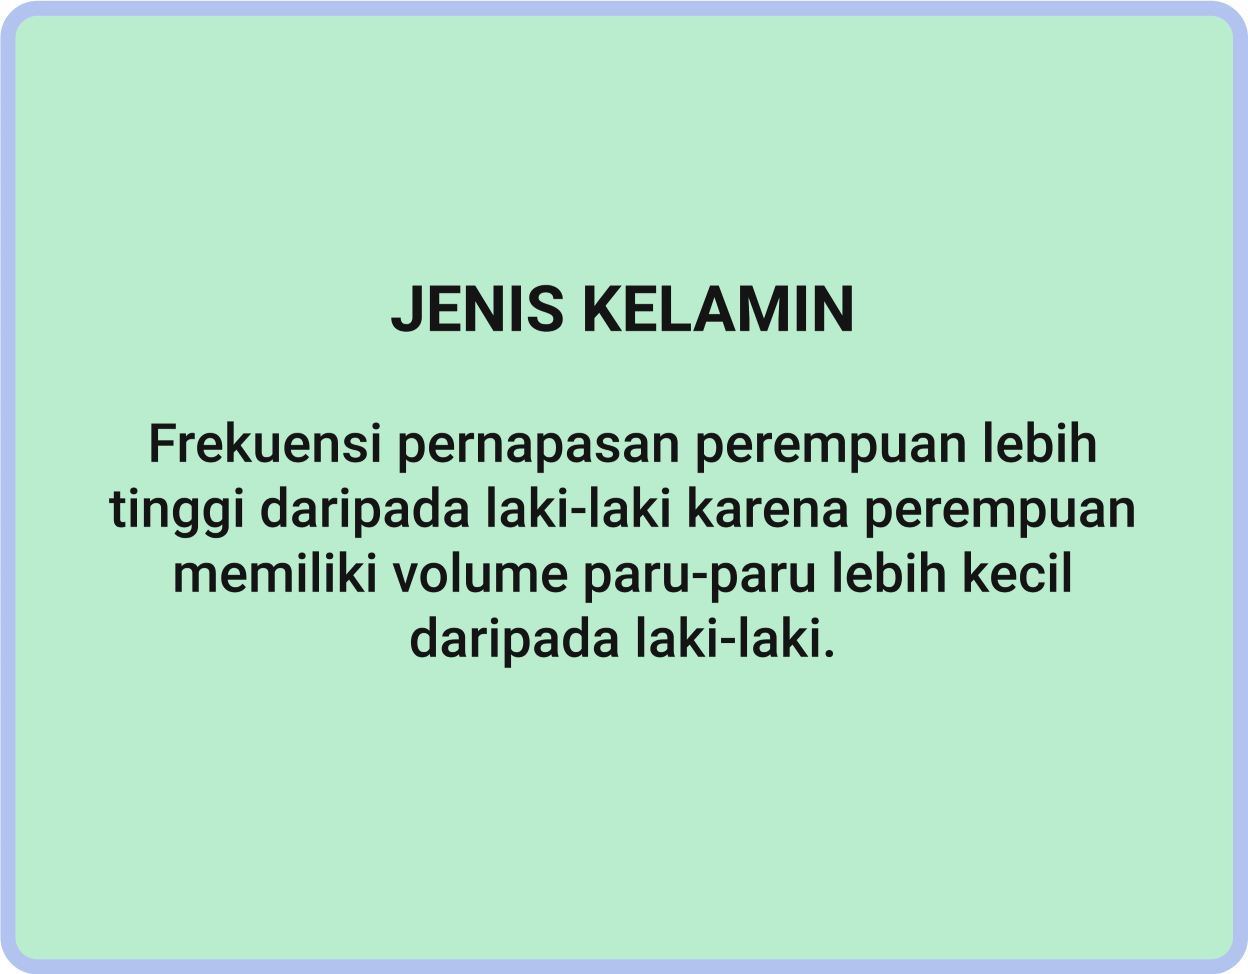 JENIS KELAMIN
Frekuensi pernapasan perempuan lebih
tinggi daripada laki-laki karena perempuan
memiliki volume paru-paru lebih kecil
daripada laki-laki.